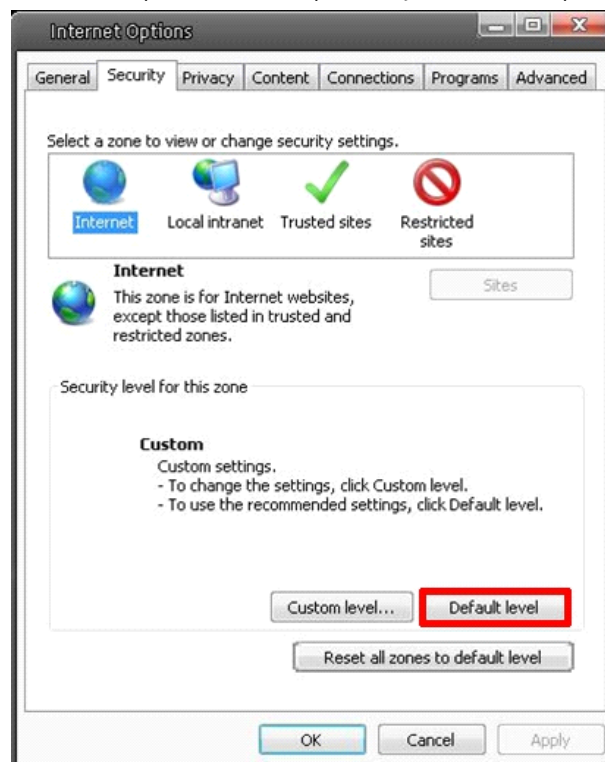 Internet Options
General Security Privacy Content Connections Programs Advanced
Select a zone to view or change security settings.
Internet Local intranet Trusted sites Restricted
sites
Internet
Sites
This zone is for Internet websites,
except those listed in trusted and
restricted zones.
Security level for this zone
Custom
Custom settings.
- To change the settings, click Custom level.
- To use the recommended settings, click Default level.
Custom level... Default level
Reset all zones to default level
OK Cancel Apply